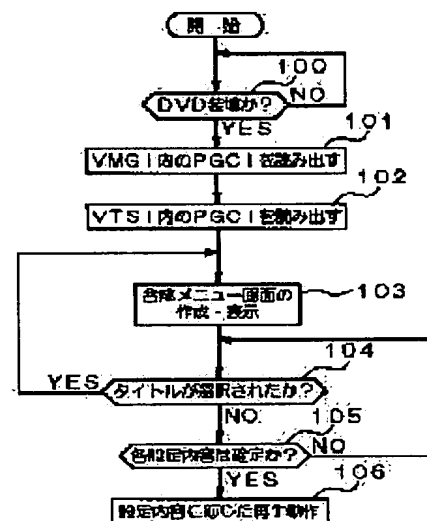 開始
100
DVD装填か?
NO
YES
101
VMGI内のPGCIを読み出す
102
VTSI内のPGCIを読み出す
合成メニュー画面の
作成・表示
103
104
YES
タイトルが選択されたか?
NO
105
各設定内容は確定か?
NO
YES
106
設定内容に応じた再生動作